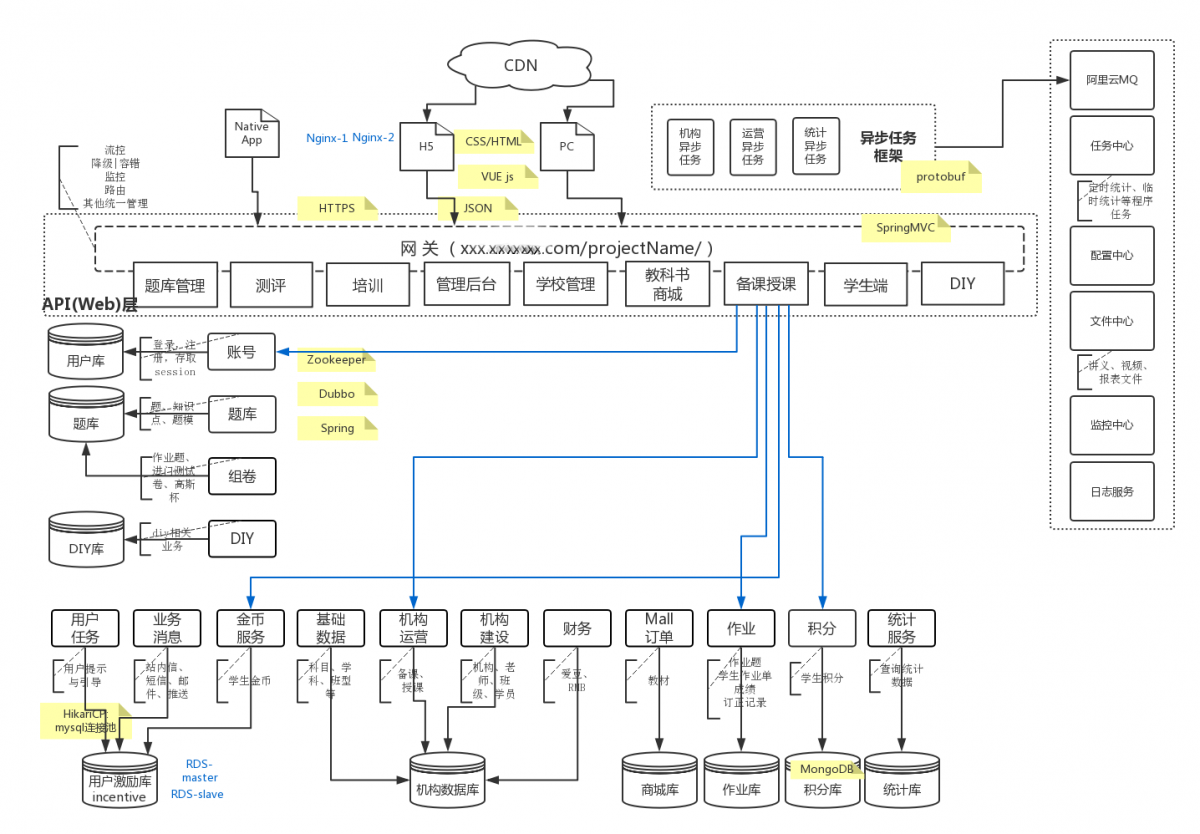 CDN
Native
App
Nginx-1 Nginx-2
H5
CSS/HTML
PC
VUE js
HTTPS
JSON
机构
异步
任务
运营
异步
任务
统计
异步
任务
异步任务
框架
protobuf
SpringMVC
流控
降级|容错
监控
路由
其他统一管理
网 关 （ xxx.xxxxxxx.com/projectName/ ）
题库管理
测评
培训
管理后台
学校管理
教科书
商城
备课授课
学生端
DIY
API(Web)层
阿里云MQ
任务中心
定时统计、临
时统计等程序
任务
配置中心
文件中心
讲义、视频、
报表文件
监控中心
日志服务
用户库
登录，注
册，存取
session
账号
Zookeeper
题库
题、知识
点、题模
题库
Dubbo
Spring
作业题、
进门测试
卷、高斯
杯
组卷
DIY库
diy相关
业务
DIY
用户
任务
业务
消息
金币
服务
基础
数据
机构
运营
机构
建设
财务
Mall
订单
作业
积分
统计
服务
用户提示
与引导
站内信、
短信、邮
件、推送
学生金币
科目、学
科、班型
等
备课、
授课
机构、老
师、班
级、学员
爱豆、
RMB
教材
作业题
学生作业单
成绩
订正记录
学生积分
查询统计
数据
HikariCP:
mysql连接池
用户激励库
incentive
RDS-
master
RDS-slave
机构数据库
商城库
作业库
MongoDB
积分库
统计库